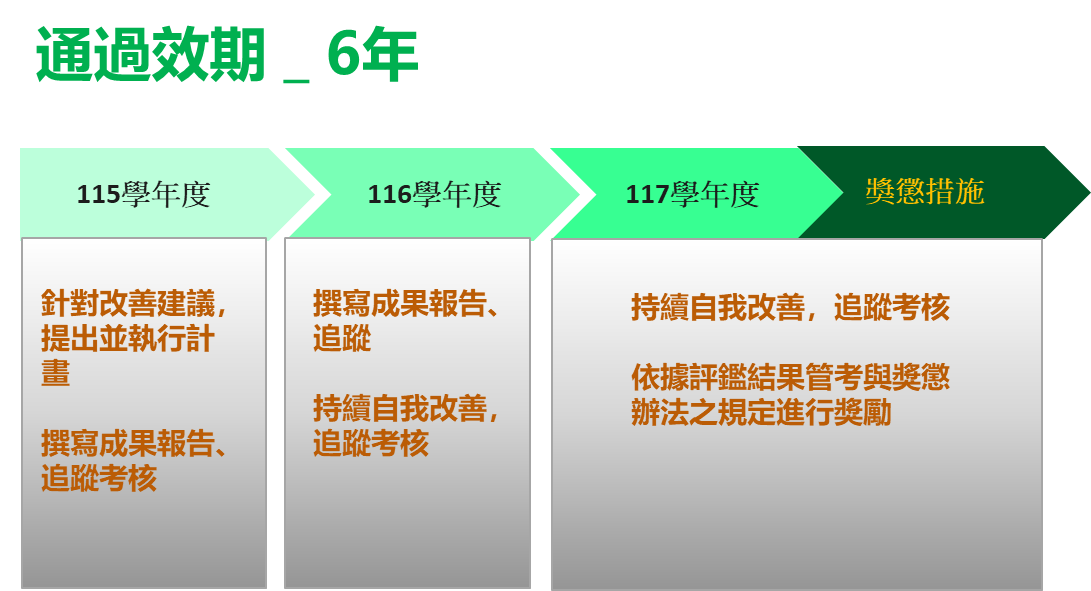 通過效期 _ 6年
115學年度
116學年度
117學年度
獎懲措施
針對改善建議，
提出並執行計
畫
撰寫成果報告、
追蹤考核
撰寫成果報告、
追蹤
持續自我改善，
追蹤考核
持續自我改善，追蹤考核
依據評鑑結果管考與獎懲
辦法之規定進行獎勵